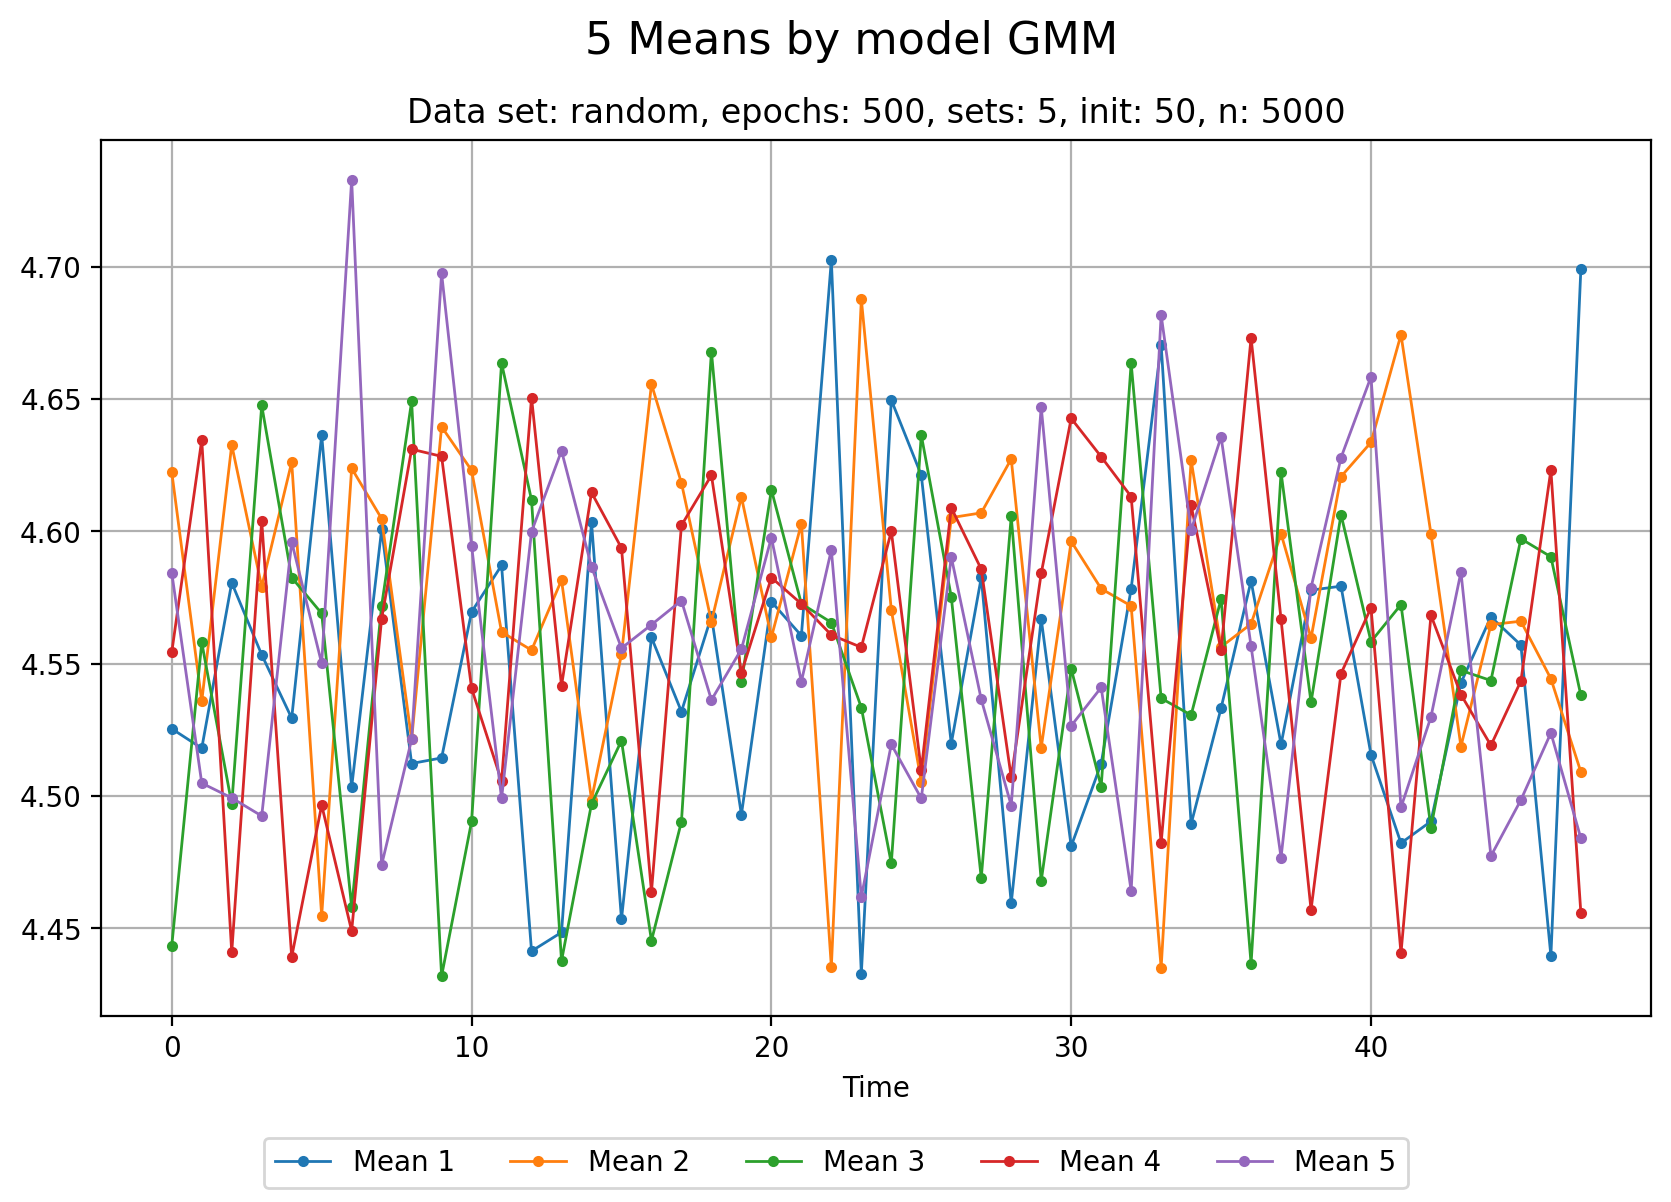 5 Means by model GMM
Data set: random, epochs: 500, sets: 5, init: 50, n: 5000
4.70
4.65
4.60
4.55
4.50
4.45
0 10 20 30 40
Time
Mean 1 Mean 2 Mean 3 Mean 4 Mean 5